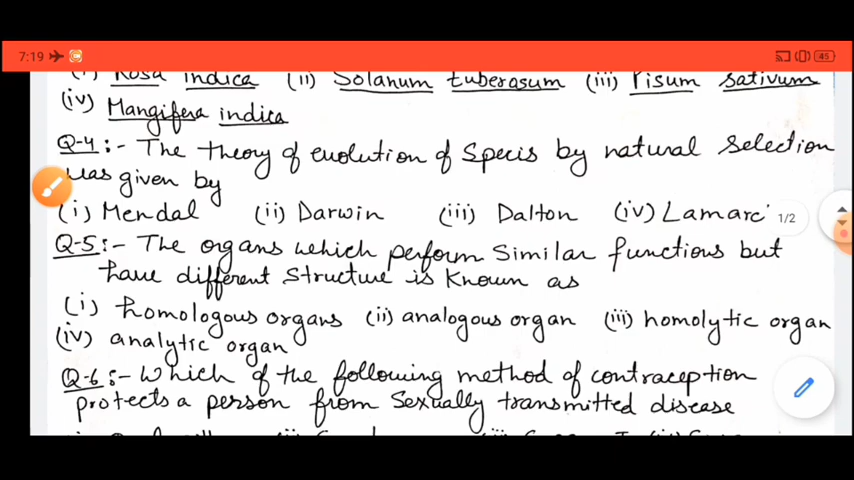 7:19
45
(i) Rosa indica (ii) Solanum tuberasum (iii) Pisum sativum
(iv) Mangifera indica
Q-4:- The theory of evolution of Specis by natural Selection
was given by
(i) Mendal (ii) Darwin (iii) Dalton (iv) Lamarc
1/2
Q-5:- The organs which perform Similar functions but
have different Structure is Known as
(i) homologous organs (ii) analogous organ (iii) homolytic organ
(iv) analytic organ
Q-6:- Which of the following method of contraception
protects a person from Sexually transmitted disease